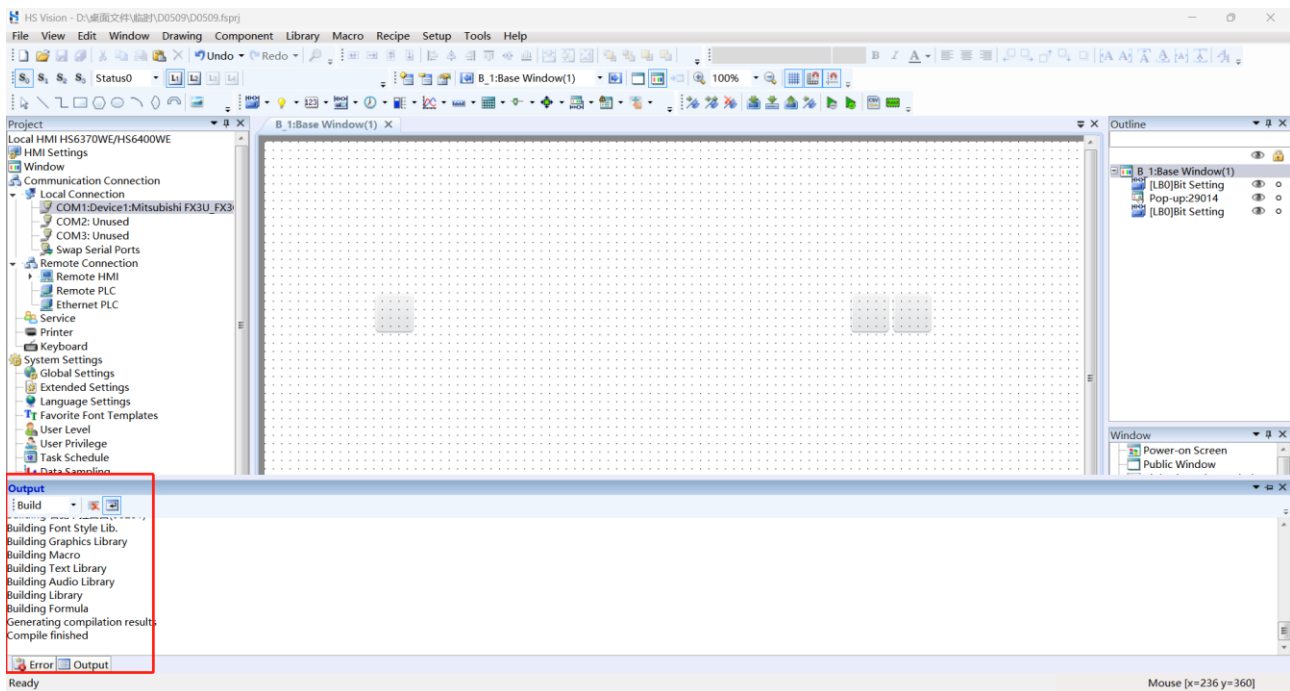 HS Vision - D:\桌面文件\临时\D0509\D0509.fsprj
File View Edit Window Drawing Component Library Macro Recipe Setup Tools Help
Undo Redo
S₀ S₁ S₂ S₃ Status0 L₁ L₂ L₃ L₄ B_1:Base Window(1) 100%
Project
B_1:Base Window(1)
Outline
Local HMI HS6370WE/HS6400WE
HMI Settings
Window
Communication Connection
Local Connection
COM1:Device1:Mitsubishi FX3U_FX3
COM2: Unused
COM3: Unused
Swap Serial Ports
Remote Connection
Remote HMI
Remote PLC
Ethernet PLC
Service
Printer
Keyboard
System Settings
Global Settings
Extended Settings
Language Settings
Favorite Font Templates
User Level
User Privilege
Task Schedule
Data Sampling
B_1:Base Window(1)
[LB0]Bit Setting
Pop-up:29014
[LB0]Bit Setting
Window
Power-on Screen
Public Window
Output
Build
Building Font Style Lib.
Building Graphics Library
Building Macro
Building Text Library
Building Audio Library
Building Library
Building Formula
Generating compilation results
Compile finished
Error Output
Ready
Mouse [x=236 y=360]